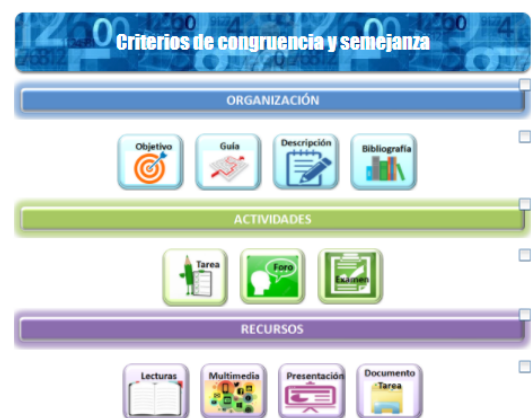 Criterios de congruencia y semejanza
ORGANIZACIÓN
Objetivo Guía Descripción Bibliografía
ACTIVIDADES
Tarea Foro Examen
RECURSOS
Lecturas Multimedia Presentación Documento
Tarea